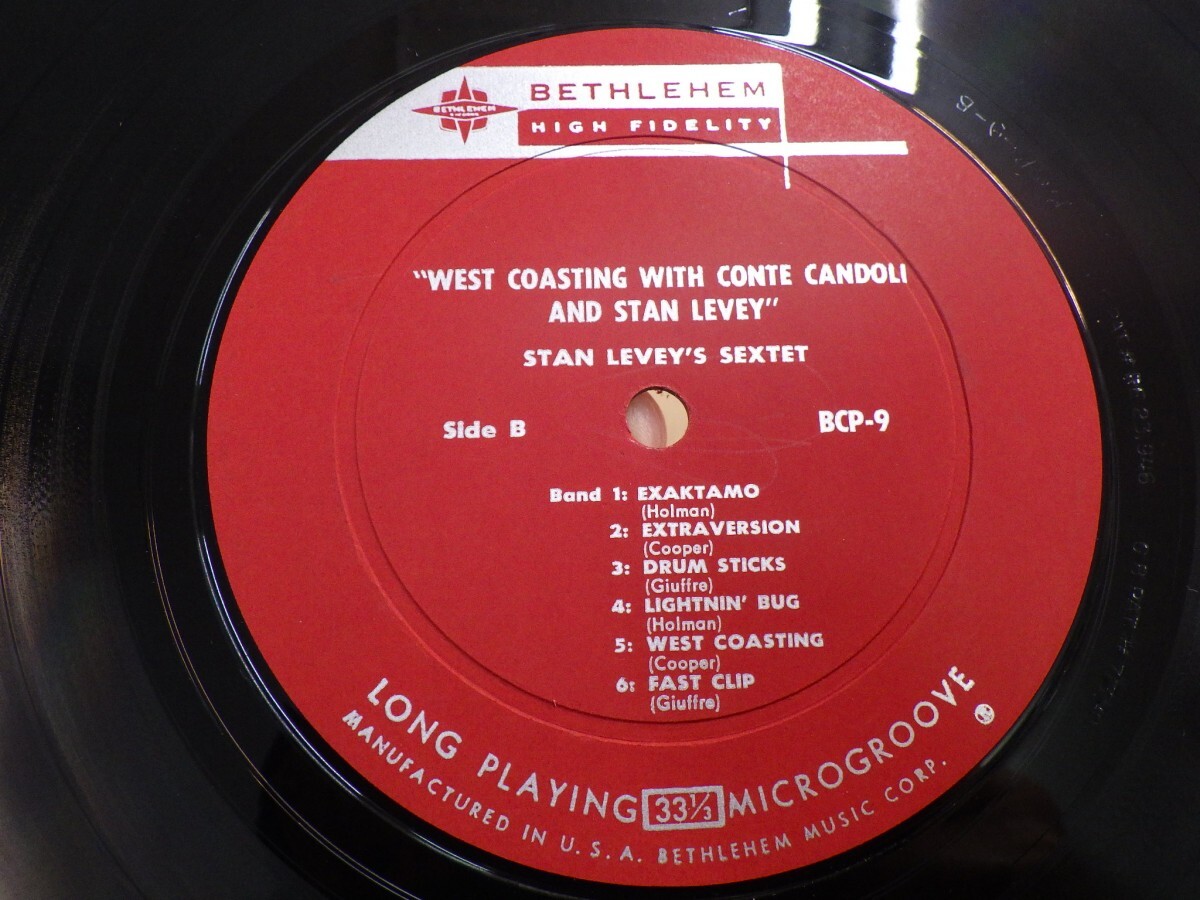 BETHLEHEM
BETHLEHEM
HIGH FIDELITY
"WEST COASTING WITH CONTE CANDOLI
AND STAN LEVEY"
STAN LEVEY'S SEXTET
Side B
BCP-9
Band 1: EXAKTAMO
(Holman)
2: EXTRAVERSION
(Cooper)
3: DRUM STICKS
(Giuffre)
4: LIGHTNIN' BUG
(Holman)
5: WEST COASTING
(Cooper)
6: FAST CLIP
(Giuffre)
LONG PLAYING 33 1/3 MICROGROOVE
MANUFACTURED IN U.S.A. BETHLEHEM MUSIC CORP.